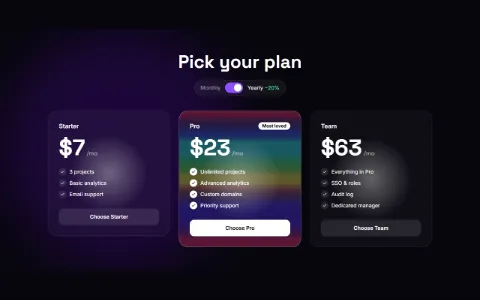 Pick your plan
Monthly Yearly −20%
Starter
$7 /mo
3 projects
Basic analytics
Email support
Choose Starter
Pro Most loved
$23 /mo
Unlimited projects
Advanced analytics
Custom domains
Priority support
Choose Pro
Team
$63 /mo
Everything in Pro
SSO & roles
Audit log
Dedicated manager
Choose Team